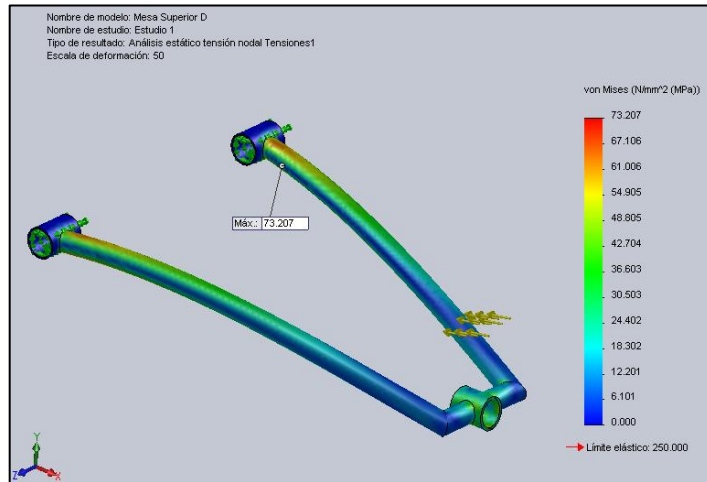 Nombre de modelo: Mesa Superior D
Nombre de estudio: Estudio 1
Tipo de resultado: Análisis estático tensión nodal Tensiones1
Escala de deformación: 50
von Mises (N/mm^2 (MPa))
73.207
67.106
61.006
54.905
48.805
42.704
36.603
30.503
24.402
18.302
12.201
6.101
0.000
Límite elástico: 250.000
Máx.: 73.207
Y
Z
X